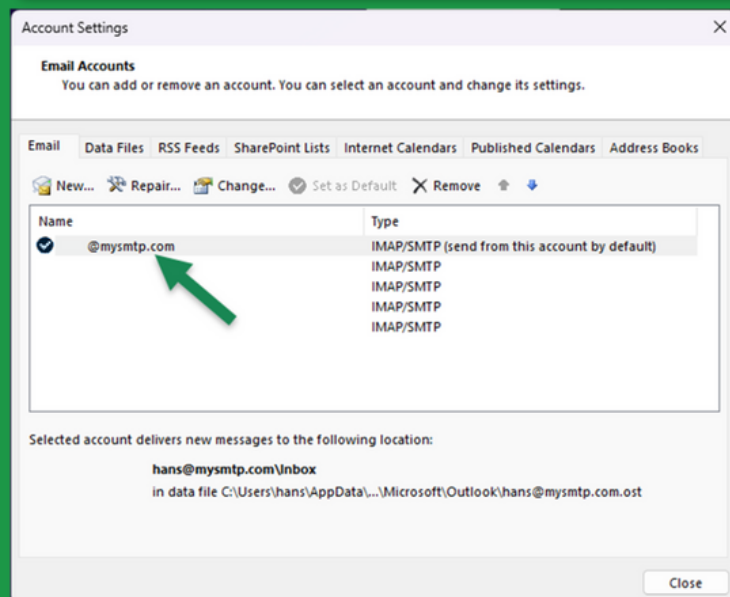 Account Settings
Email Accounts
You can add or remove an account. You can select an account and change its settings.
Email Data Files RSS Feeds SharePoint Lists Internet Calendars Published Calendars Address Books
New... Repair... Change... Set as Default Remove
Name Type
@mysmtp.com IMAP/SMTP (send from this account by default)
IMAP/SMTP
IMAP/SMTP
IMAP/SMTP
IMAP/SMTP
Selected account delivers new messages to the following location:
hans@mysmtp.com\Inbox
in data file C:\Users\hans\AppData\...\Microsoft\Outlook\hans@mysmtp.com.ost
Close